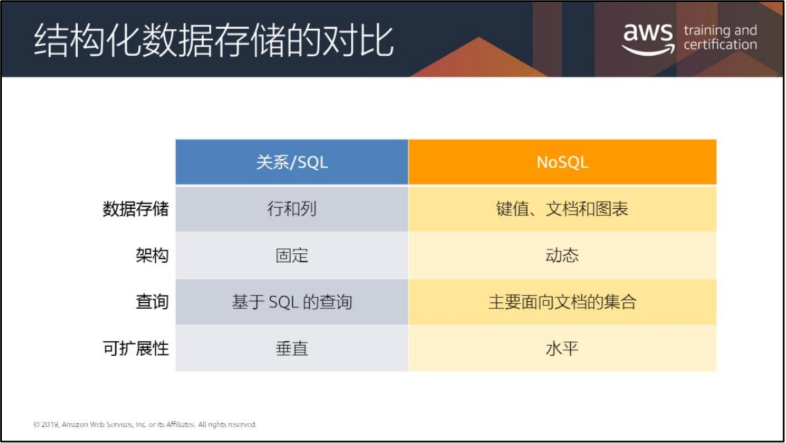 结构化数据存储的对比
aws training and
certification
关系/SQL NoSQL
数据存储 行和列 键值、文档和图表
架构 固定 动态
查询 基于 SQL 的查询 主要面向文档的集合
可扩展性 垂直 水平
© 2019, Amazon Web Services, Inc. or its Affiliates. All rights reserved.